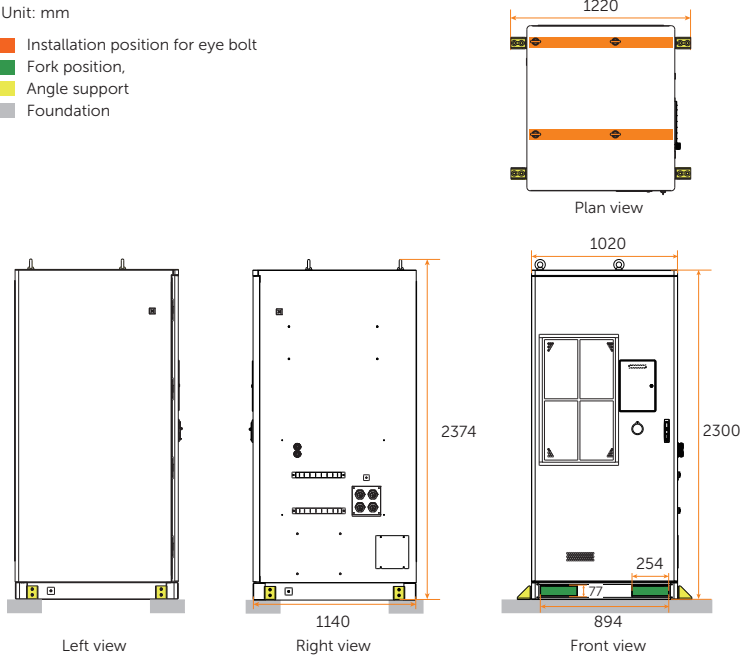 Unit: mm
Installation position for eye bolt
Fork position,
Angle support
Foundation
1220
Plan view
1020
2374
2300
254
77
1140
894
Left view
Right view
Front view